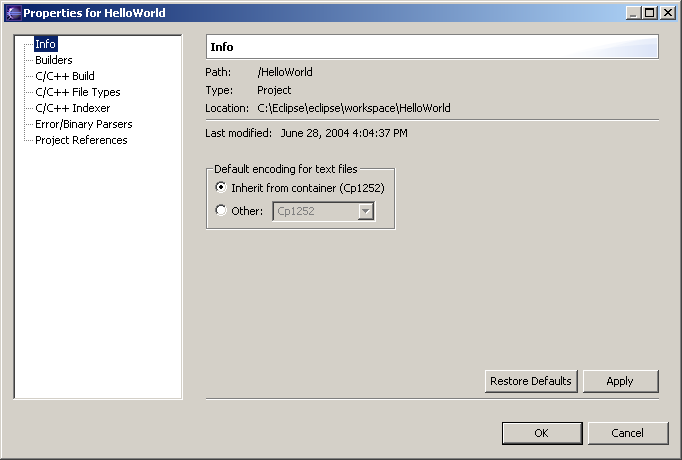 Properties for HelloWorld
Info
Builders
C/C++ Build
C/C++ File Types
C/C++ Indexer
Error/Binary Parsers
Project References
Info
Path: /HelloWorld
Type: Project
Location: C:\Eclipse\eclipse\workspace\HelloWorld
Last modified: June 28, 2004 4:04:37 PM
Default encoding for text files
Inherit from container (Cp1252)
Other: Cp1252
Restore Defaults Apply
OK Cancel